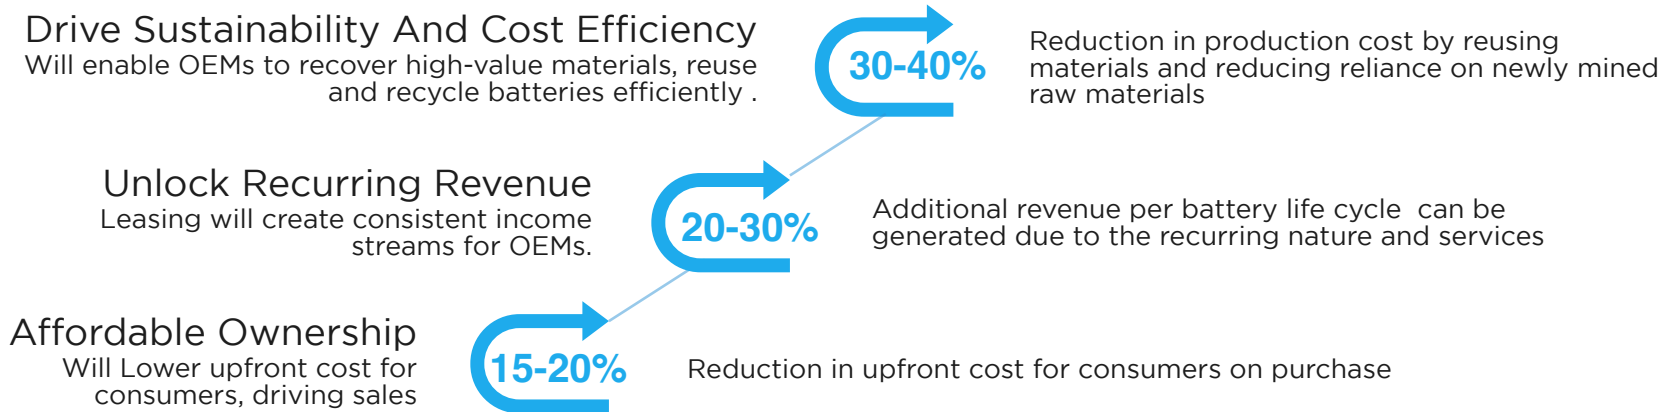 Drive Sustainability And Cost Efficiency
Will enable OEMs to recover high-value materials, reuse
and recycle batteries efficiently .
30-40%
Reduction in production cost by reusing
materials and reducing reliance on newly mined
raw materials
Unlock Recurring Revenue
Leasing will create consistent income
streams for OEMs.
20-30%
Additional revenue per battery life cycle  can be
generated due to the recurring nature and services
Affordable Ownership
Will Lower upfront cost for
consumers, driving sales
15-20%
Reduction in upfront cost for consumers on purchase